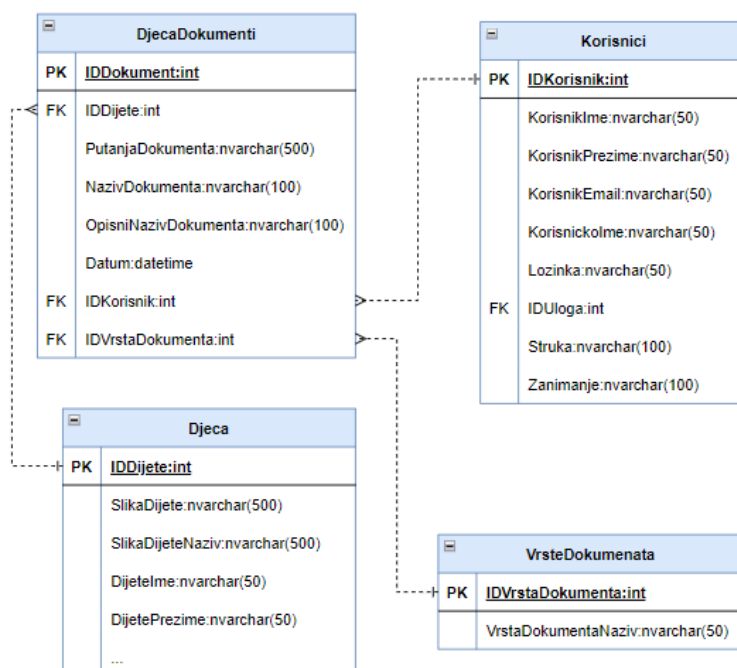 DjecaDokumenti
PK IDDokument:int
FK IDDijete:int
PutanjaDokumenta:nvarchar(500)
NazivDokumenta:nvarchar(100)
OpisniNazivDokumenta:nvarchar(100)
Datum:datetime
FK IDKorisnik:int
FK IDVrstaDokumenta:int
Korisnici
PK IDKorisnik:int
KorisnikIme:nvarchar(50)
KorisnikPrezime:nvarchar(50)
KorisnikEmail:nvarchar(50)
KorisnickoIme:nvarchar(50)
Lozinka:nvarchar(50)
FK IDUloga:int
Struka:nvarchar(100)
Zanimanje:nvarchar(100)
Djeca
PK IDDijete:int
SlikaDijete:nvarchar(500)
SlikaDijeteNaziv:nvarchar(500)
DijeteIme:nvarchar(50)
DijetePrezime:nvarchar(50)
...
VrsteDokumenata
PK IDVrstaDokumenta:int
VrstaDokumentaNaziv:nvarchar(50)